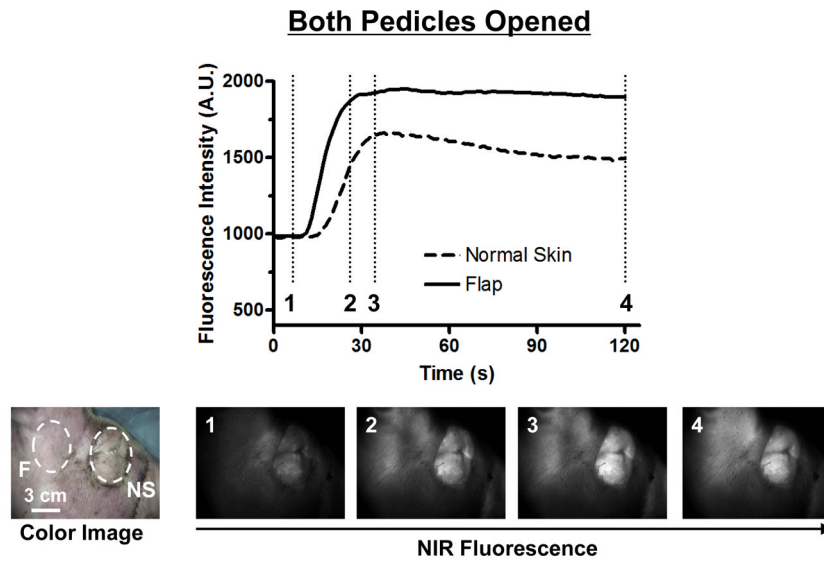 Both Pedicles Opened
Fluorescence Intensity (A.U.)
2000
1500
1000
500
1 2 3 4
Normal Skin
Flap
0 30 60 90 120
Time (s)
F
NS
3 cm
Color Image
1 2 3 4
NIR Fluorescence